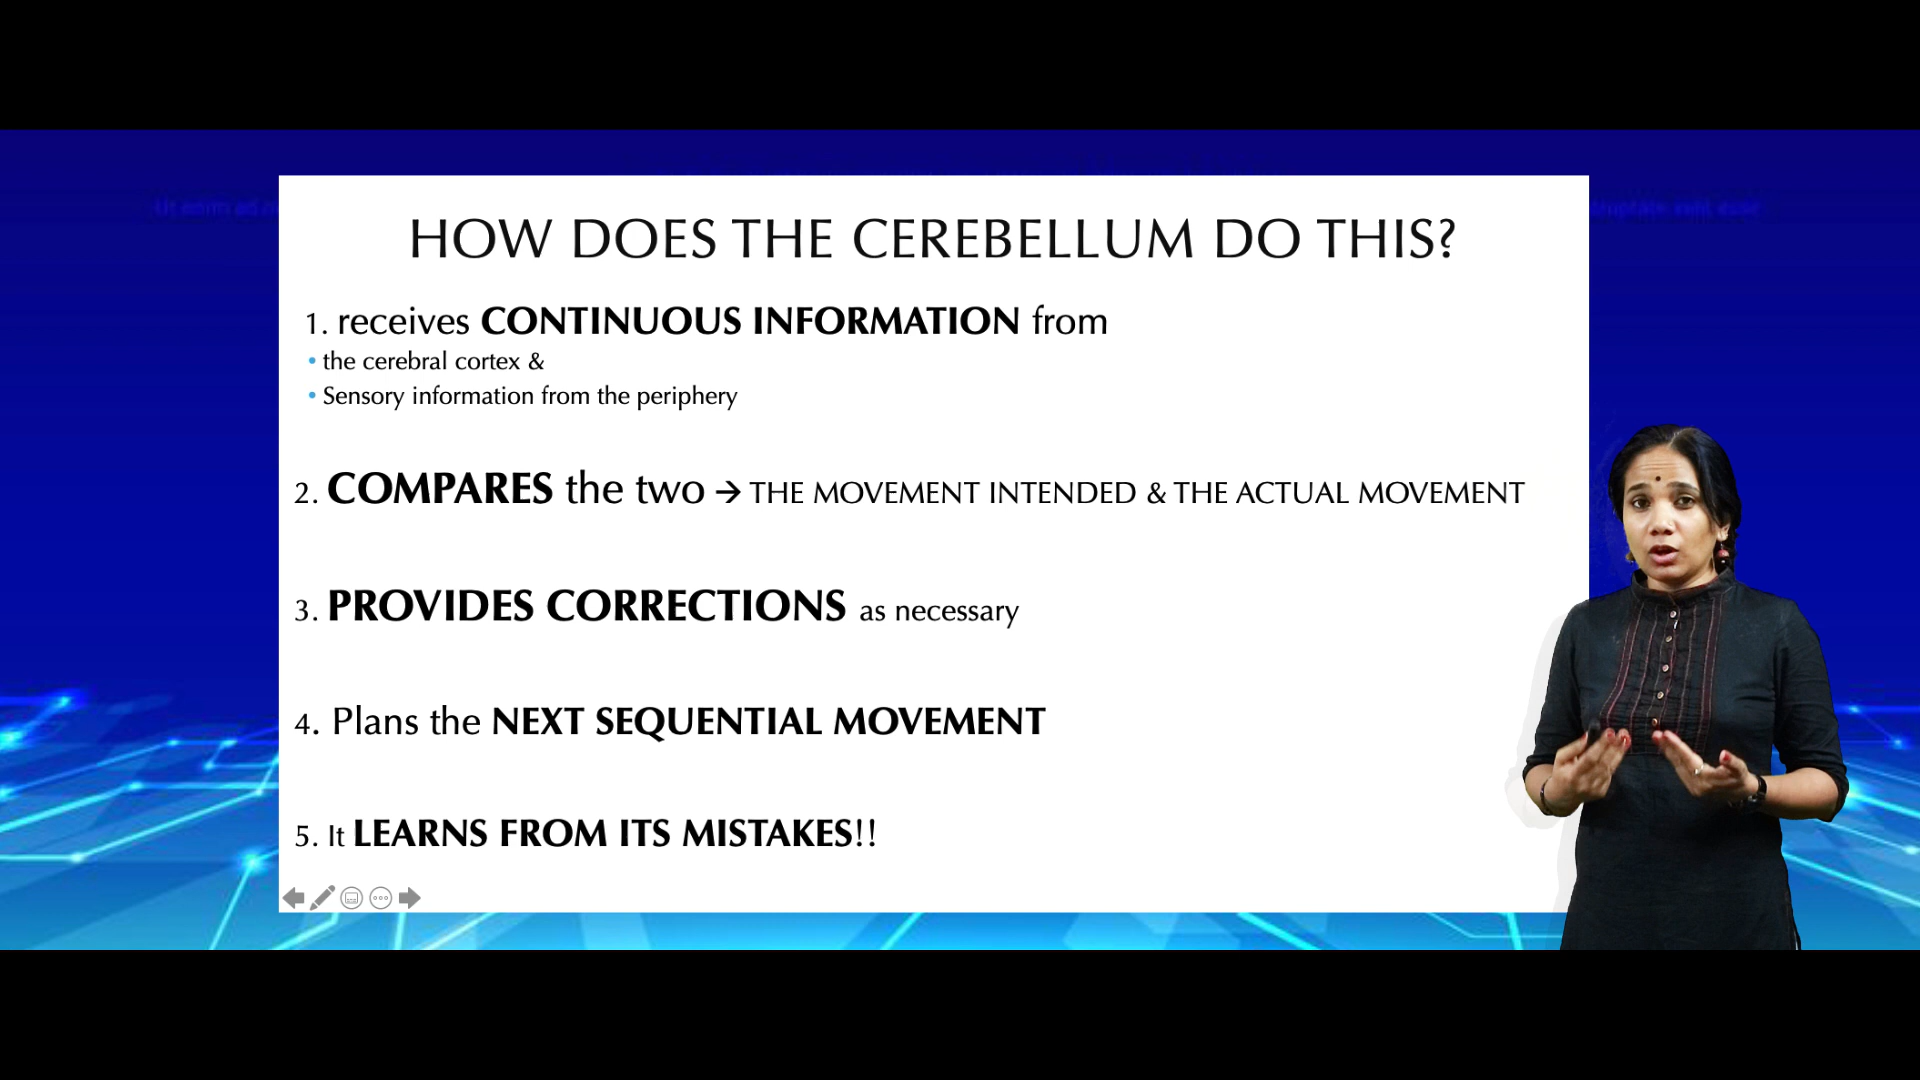 HOW DOES THE CEREBELLUM DO THIS?
1. receives CONTINUOUS INFORMATION from
• the cerebral cortex &
• Sensory information from the periphery
2. COMPARES the two → THE MOVEMENT INTENDED & THE ACTUAL MOVEMENT
3. PROVIDES CORRECTIONS as necessary
4. Plans the NEXT SEQUENTIAL MOVEMENT
5. It LEARNS FROM ITS MISTAKES!!